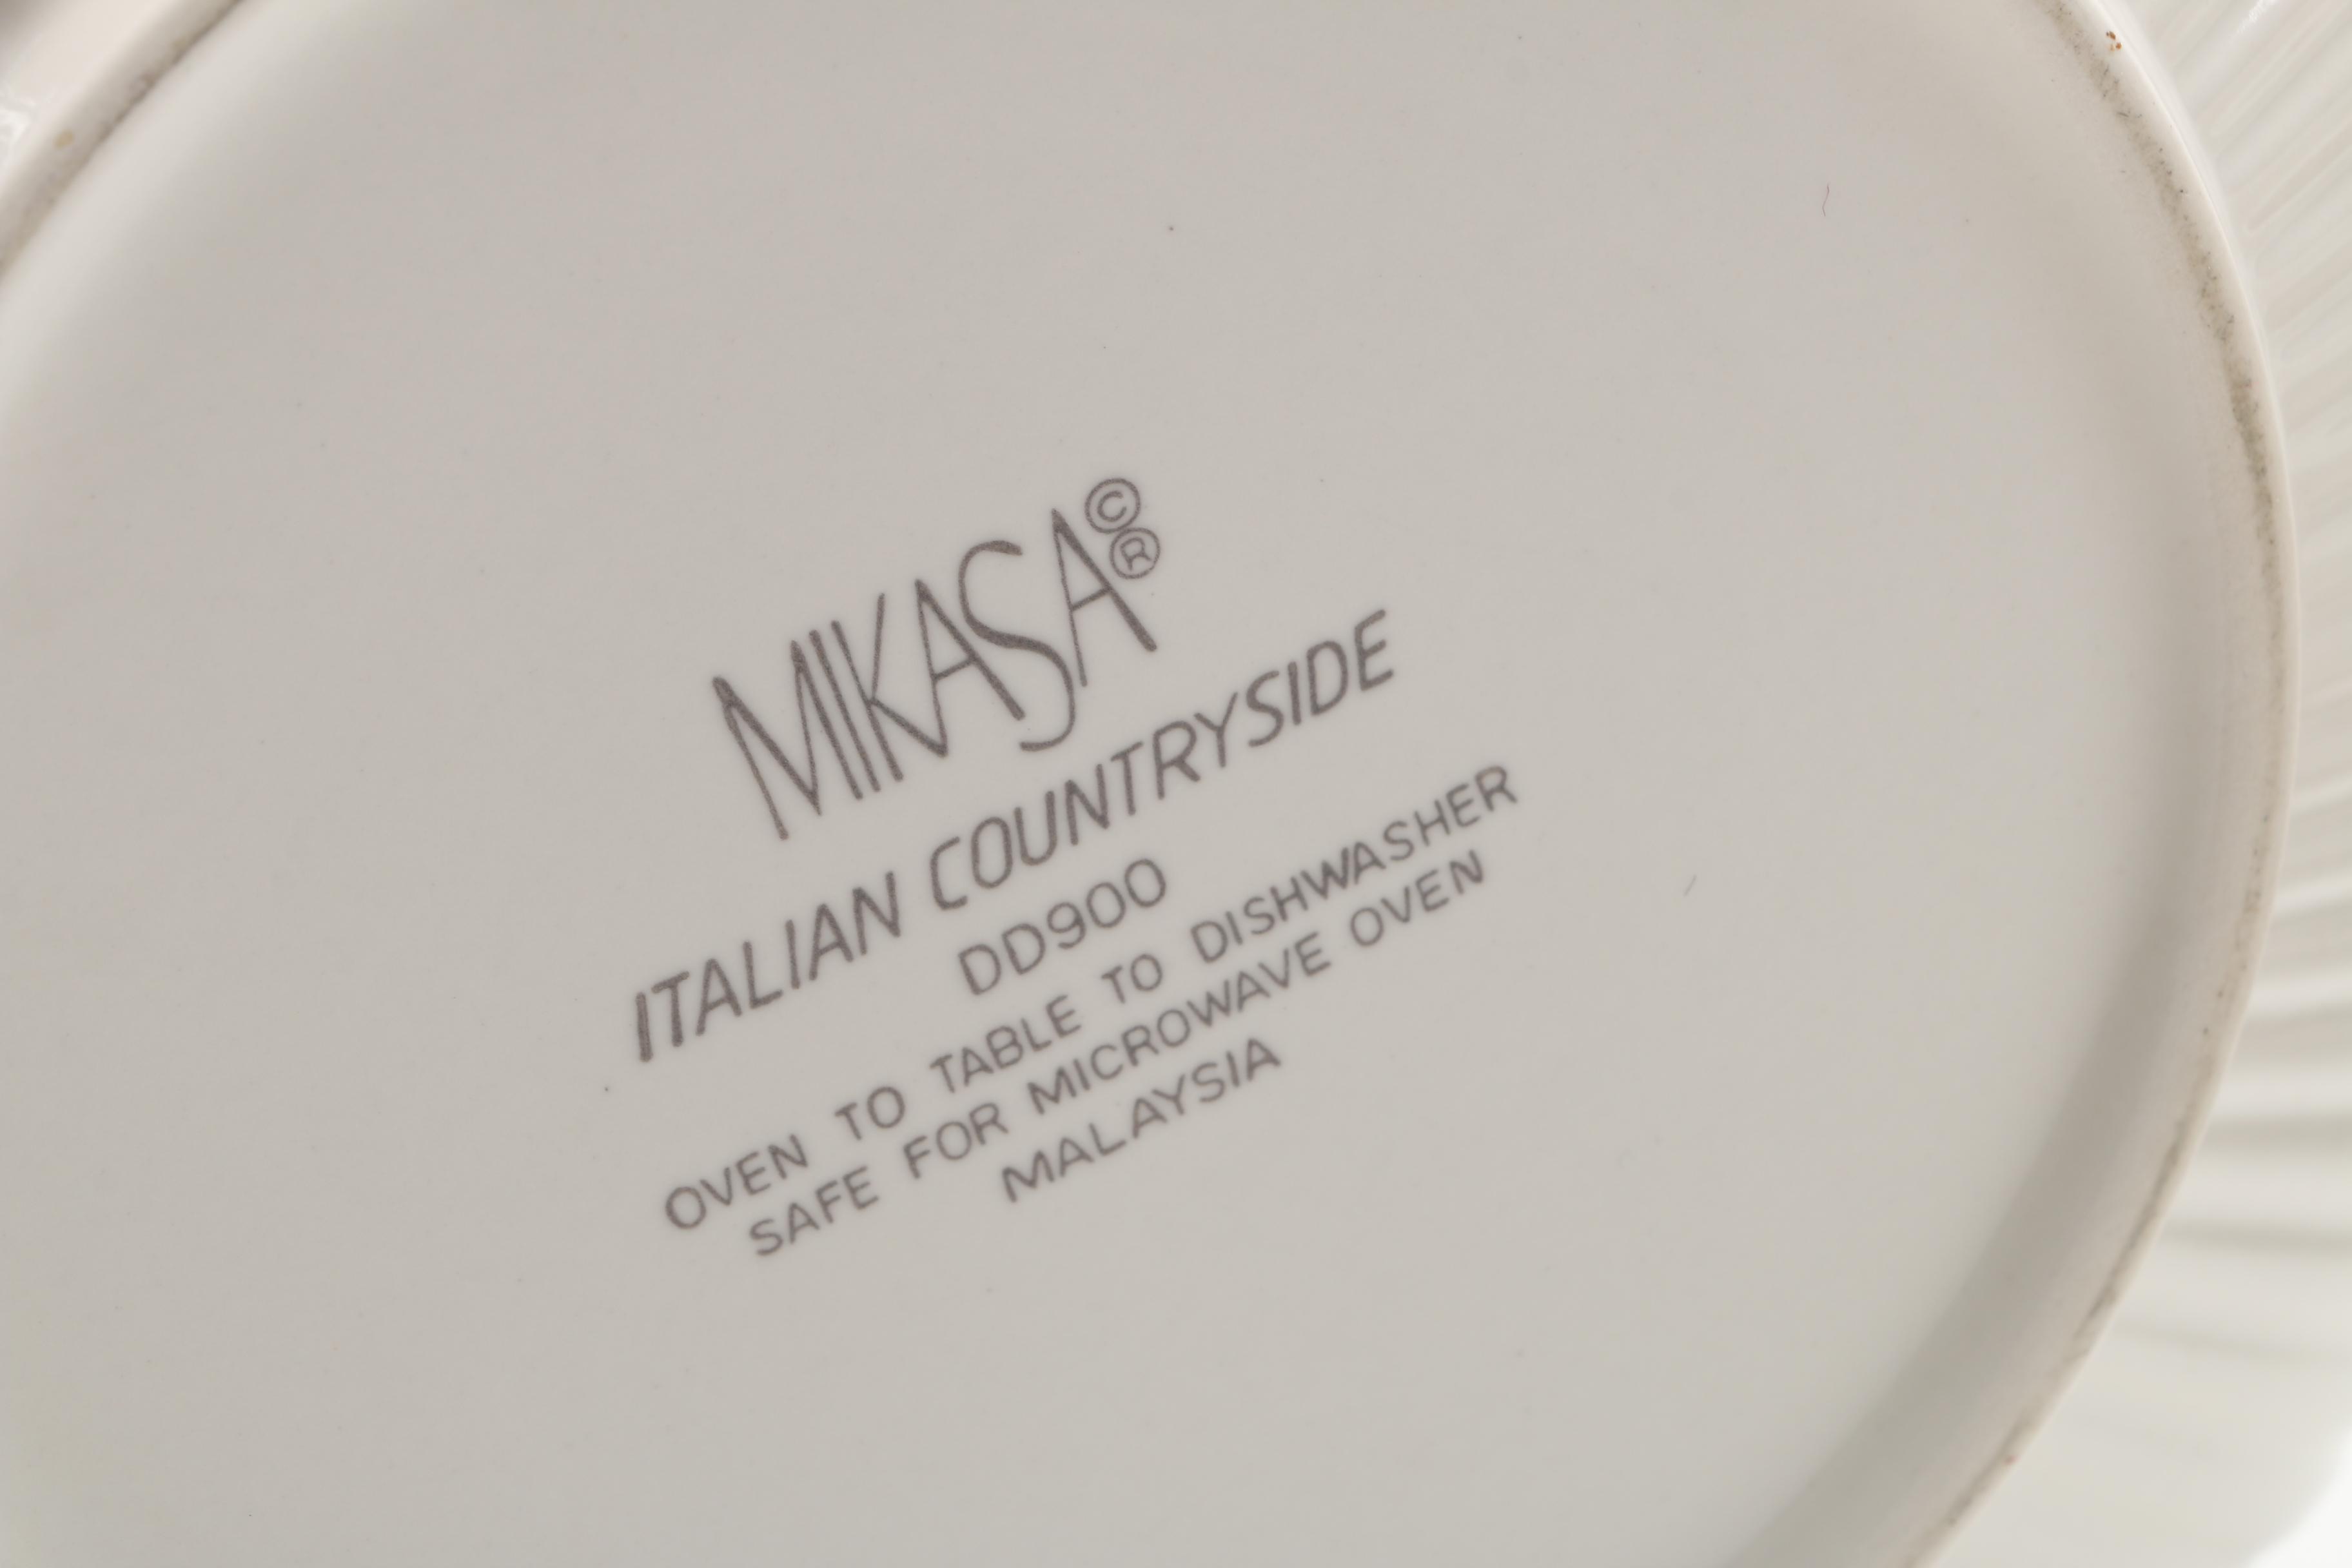 MIKASA©®
ITALIAN COUNTRYSIDE
DD900
OVEN TO TABLE TO DISHWASHER
SAFE FOR MICROWAVE OVEN
MALAYSIA